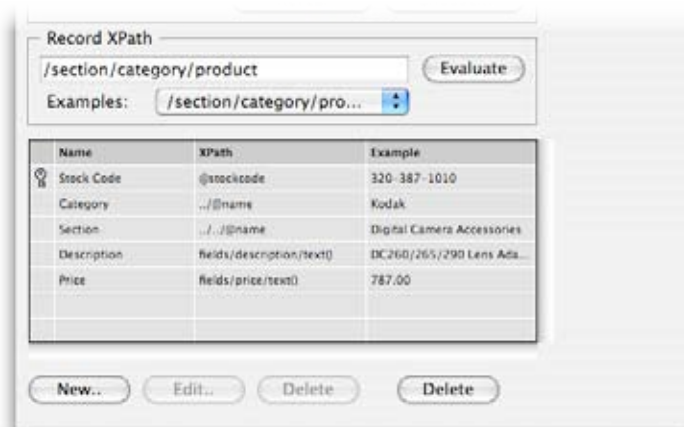 Record XPath
/section/category/product Evaluate
Examples: /section/category/pro...
Name XPath Example
Stock Code @stockcode 320-387-1010
Category ../@name Kodak
Section ../../@name Digital Camera Accessories
Description fields/description/text() DC260/265/290 Lens Ada...
Price fields/price/text() 787.00
New.. Edit.. Delete Delete